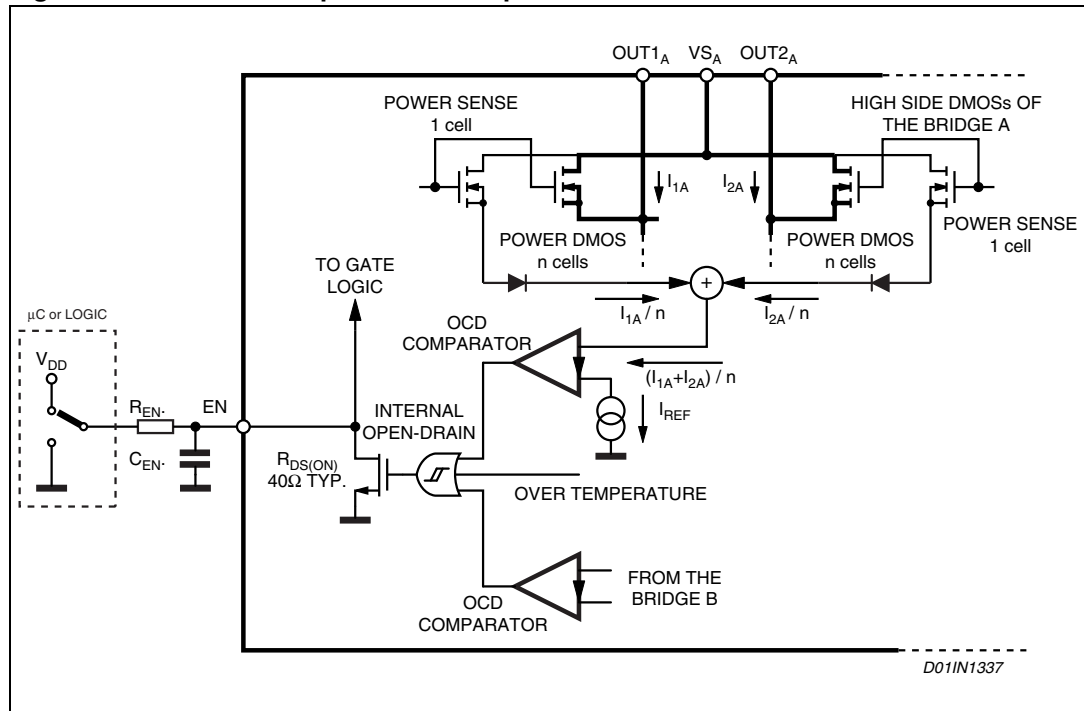 OUT1A VSA OUT2A
POWER SENSE
1 cell
HIGH SIDE DMOSs OF
THE BRIDGE A
I1A I2A
POWER DMOS
n cells
POWER DMOS
n cells
POWER SENSE
1 cell
TO GATE
LOGIC
+
I1A / n I2A / n
μC or LOGIC
VDD
OCD
COMPARATOR
(I1A+I2A) / n
IREF
REN. EN
CEN.
INTERNAL
OPEN-DRAIN
RDS(ON)
40Ω TYP.
OVER TEMPERATURE
FROM THE
BRIDGE B
OCD
COMPARATOR
D01IN1337